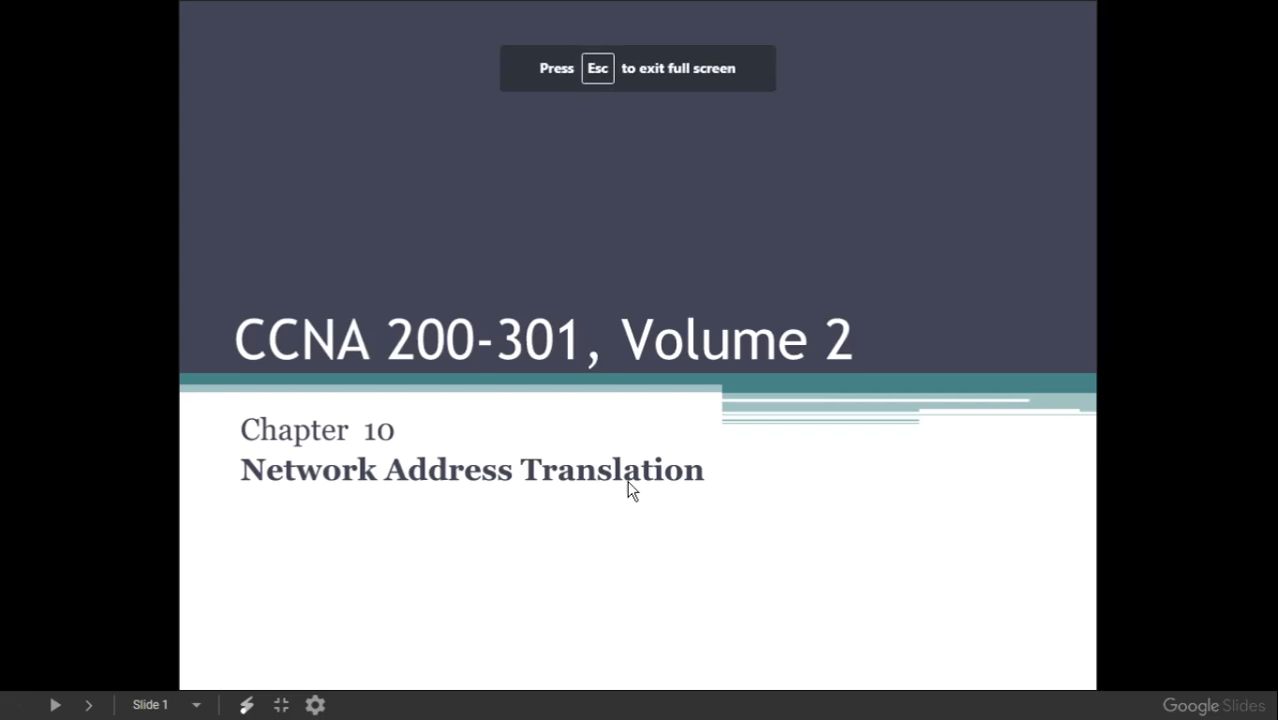 Press Esc to exit full screen
CCNA 200-301, Volume 2
Chapter 10
Network Address Translation
Slide 1
Google Slides